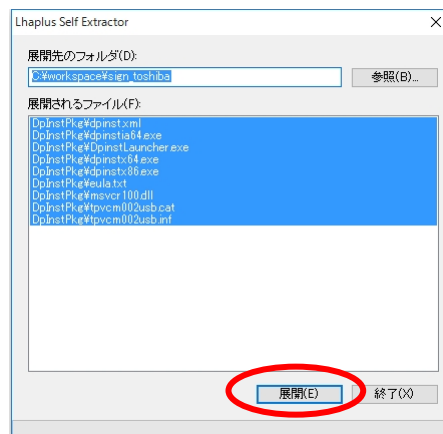 Lhaplus Self Extractor
展開先のフォルダ(D):
C:¥workspace¥sign_toshiba
参照(B)...
展開されるファイル(F):
DpInstPkg¥dpinst.xml
DpInstPkg¥dpinstia64.exe
DpInstPkg¥DpinstLauncher.exe
DpInstPkg¥dpinstx64.exe
DpInstPkg¥dpinstx86.exe
DpInstPkg¥eula.txt
DpInstPkg¥msvcr100.dll
DpInstPkg¥tpvcm002usb.cat
DpInstPkg¥tpvcm002usb.inf
展開(E)
終了(X)